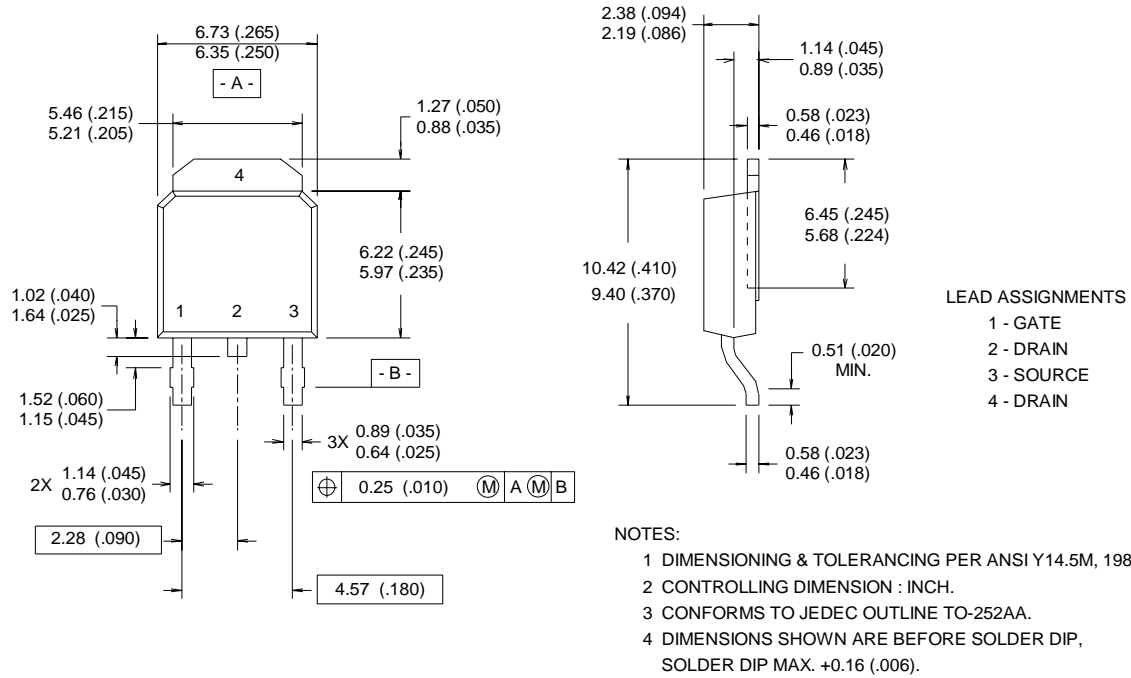 6.73 (.265)
6.35 (.250)
- A -
5.46 (.215)
5.21 (.205)
1.27 (.050)
0.88 (.035)
4
6.22 (.245)
5.97 (.235)
1.02 (.040)
1.64 (.025)
1 2 3
- B -
1.52 (.060)
1.15 (.045)
3X 0.89 (.035)
0.64 (.025)
2X 1.14 (.045)
0.76 (.030)
0.25 (.010) M A M B
2.28 (.090)
4.57 (.180)
2.38 (.094)
2.19 (.086)
1.14 (.045)
0.89 (.035)
0.58 (.023)
0.46 (.018)
6.45 (.245)
5.68 (.224)
10.42 (.410)
9.40 (.370)
0.51 (.020)
MIN.
0.58 (.023)
0.46 (.018)
LEAD ASSIGNMENTS
1 - GATE
2 - DRAIN
3 - SOURCE
4 - DRAIN
NOTES:
1 DIMENSIONING & TOLERANCING PER ANSI Y14.5M, 198
2 CONTROLLING DIMENSION : INCH.
3 CONFORMS TO JEDEC OUTLINE TO-252AA.
4 DIMENSIONS SHOWN ARE BEFORE SOLDER DIP,
SOLDER DIP MAX. +0.16 (.006).